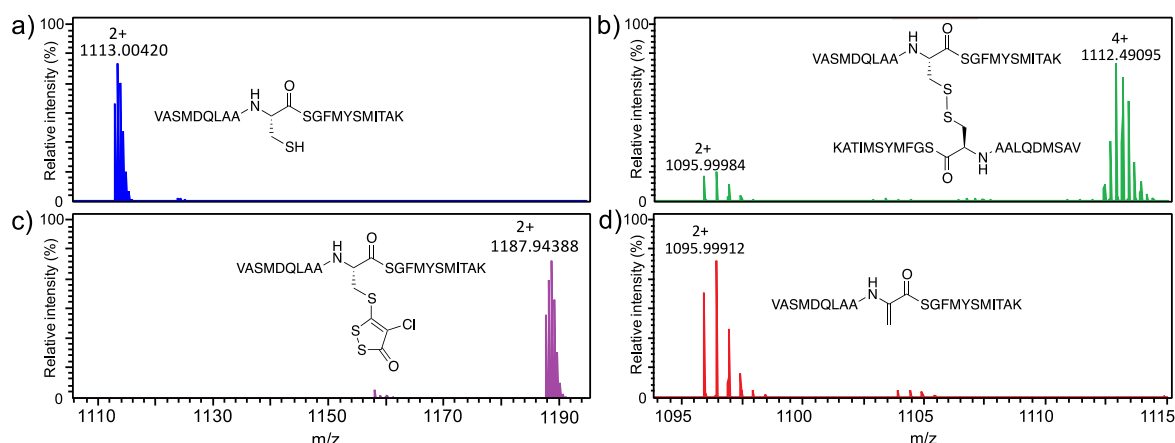 a)
Relative intensity (%)
100
0
2+
1113.00420
VASMDQLAA
H
N
O
SGFMYSMITAK
SH
b)
Relative intensity (%)
100
0
2+
1095.99984
VASMDQLAA
H
N
O
SGFMYSMITAK
S
S
KATIMSYMFGS
O
NH
AALQDMSAV
4+
1112.49095
c)
Relative intensity (%)
100
0
VASMDQLAA
H
N
O
SGFMYSMITAK
S
Cl
S
S
O
2+
1187.94388
1110 1130 1150 1170 1190
m/z
d)
Relative intensity (%)
100
0
2+
1095.99912
VASMDQLAA
H
N
O
SGFMYSMITAK
1095 1100 1105 1110 1115
m/z